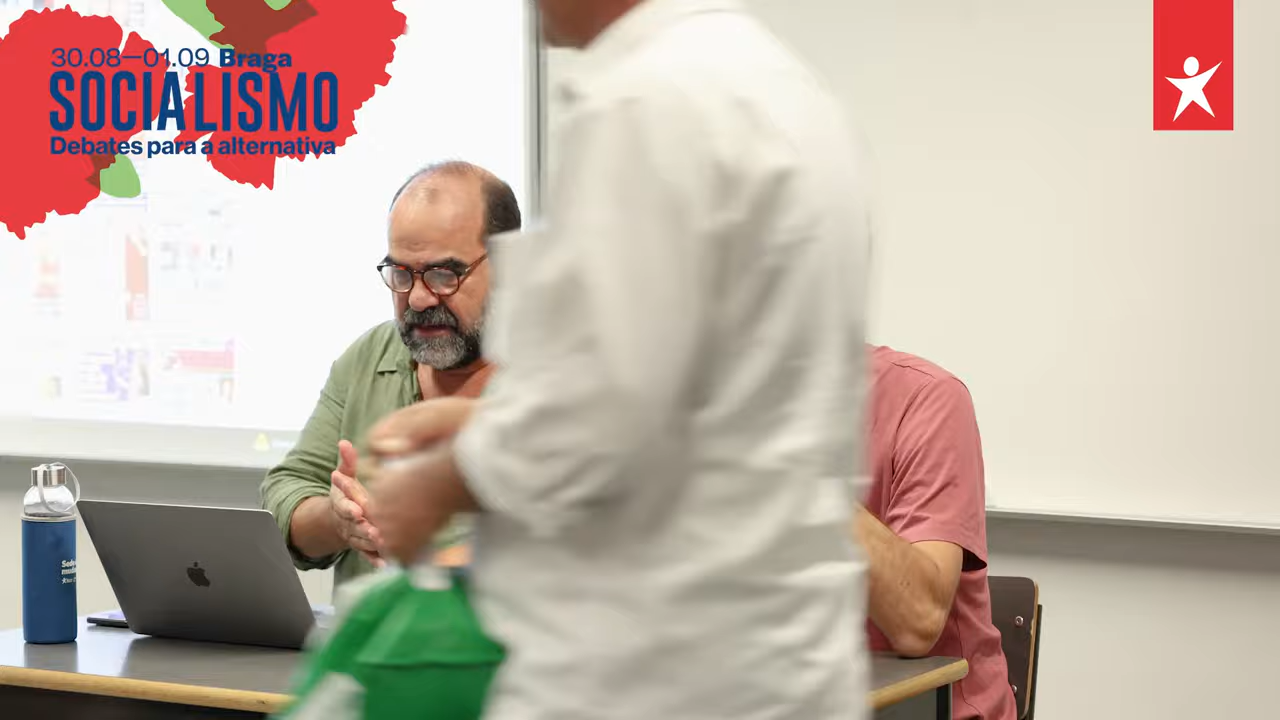 30.08—01.09 Braga
SOCIALISMO
Debates para a alternativa